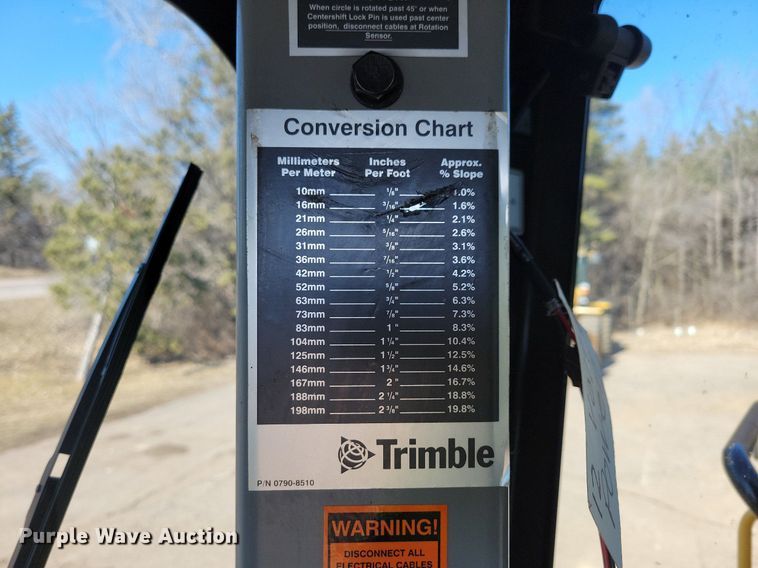 When circle is rotated past 45° or when
Centershift Lock Pin is used past center
position, disconnect cables at Rotation
Sensor.
Conversion Chart
Millimeters Inches Approx.
Per Meter Per Foot % Slope
10mm 1/8" 1.0%
16mm 3/16" 1.6%
21mm 1/4" 2.1%
26mm 5/16" 2.6%
31mm 3/8" 3.1%
36mm 7/16" 3.6%
42mm 1/2" 4.2%
52mm 5/8" 5.2%
63mm 3/4" 6.3%
73mm 7/8" 7.3%
83mm 1" 8.3%
104mm 1 1/4" 10.4%
125mm 1 1/2" 12.5%
146mm 1 3/4" 14.6%
167mm 2" 16.7%
188mm 2 1/4" 18.8%
198mm 2 3/8" 19.8%
Trimble
P/N 0790-8510
WARNING!
DISCONNECT ALL
ELECTRICAL CABLES
Purple Wave Auction